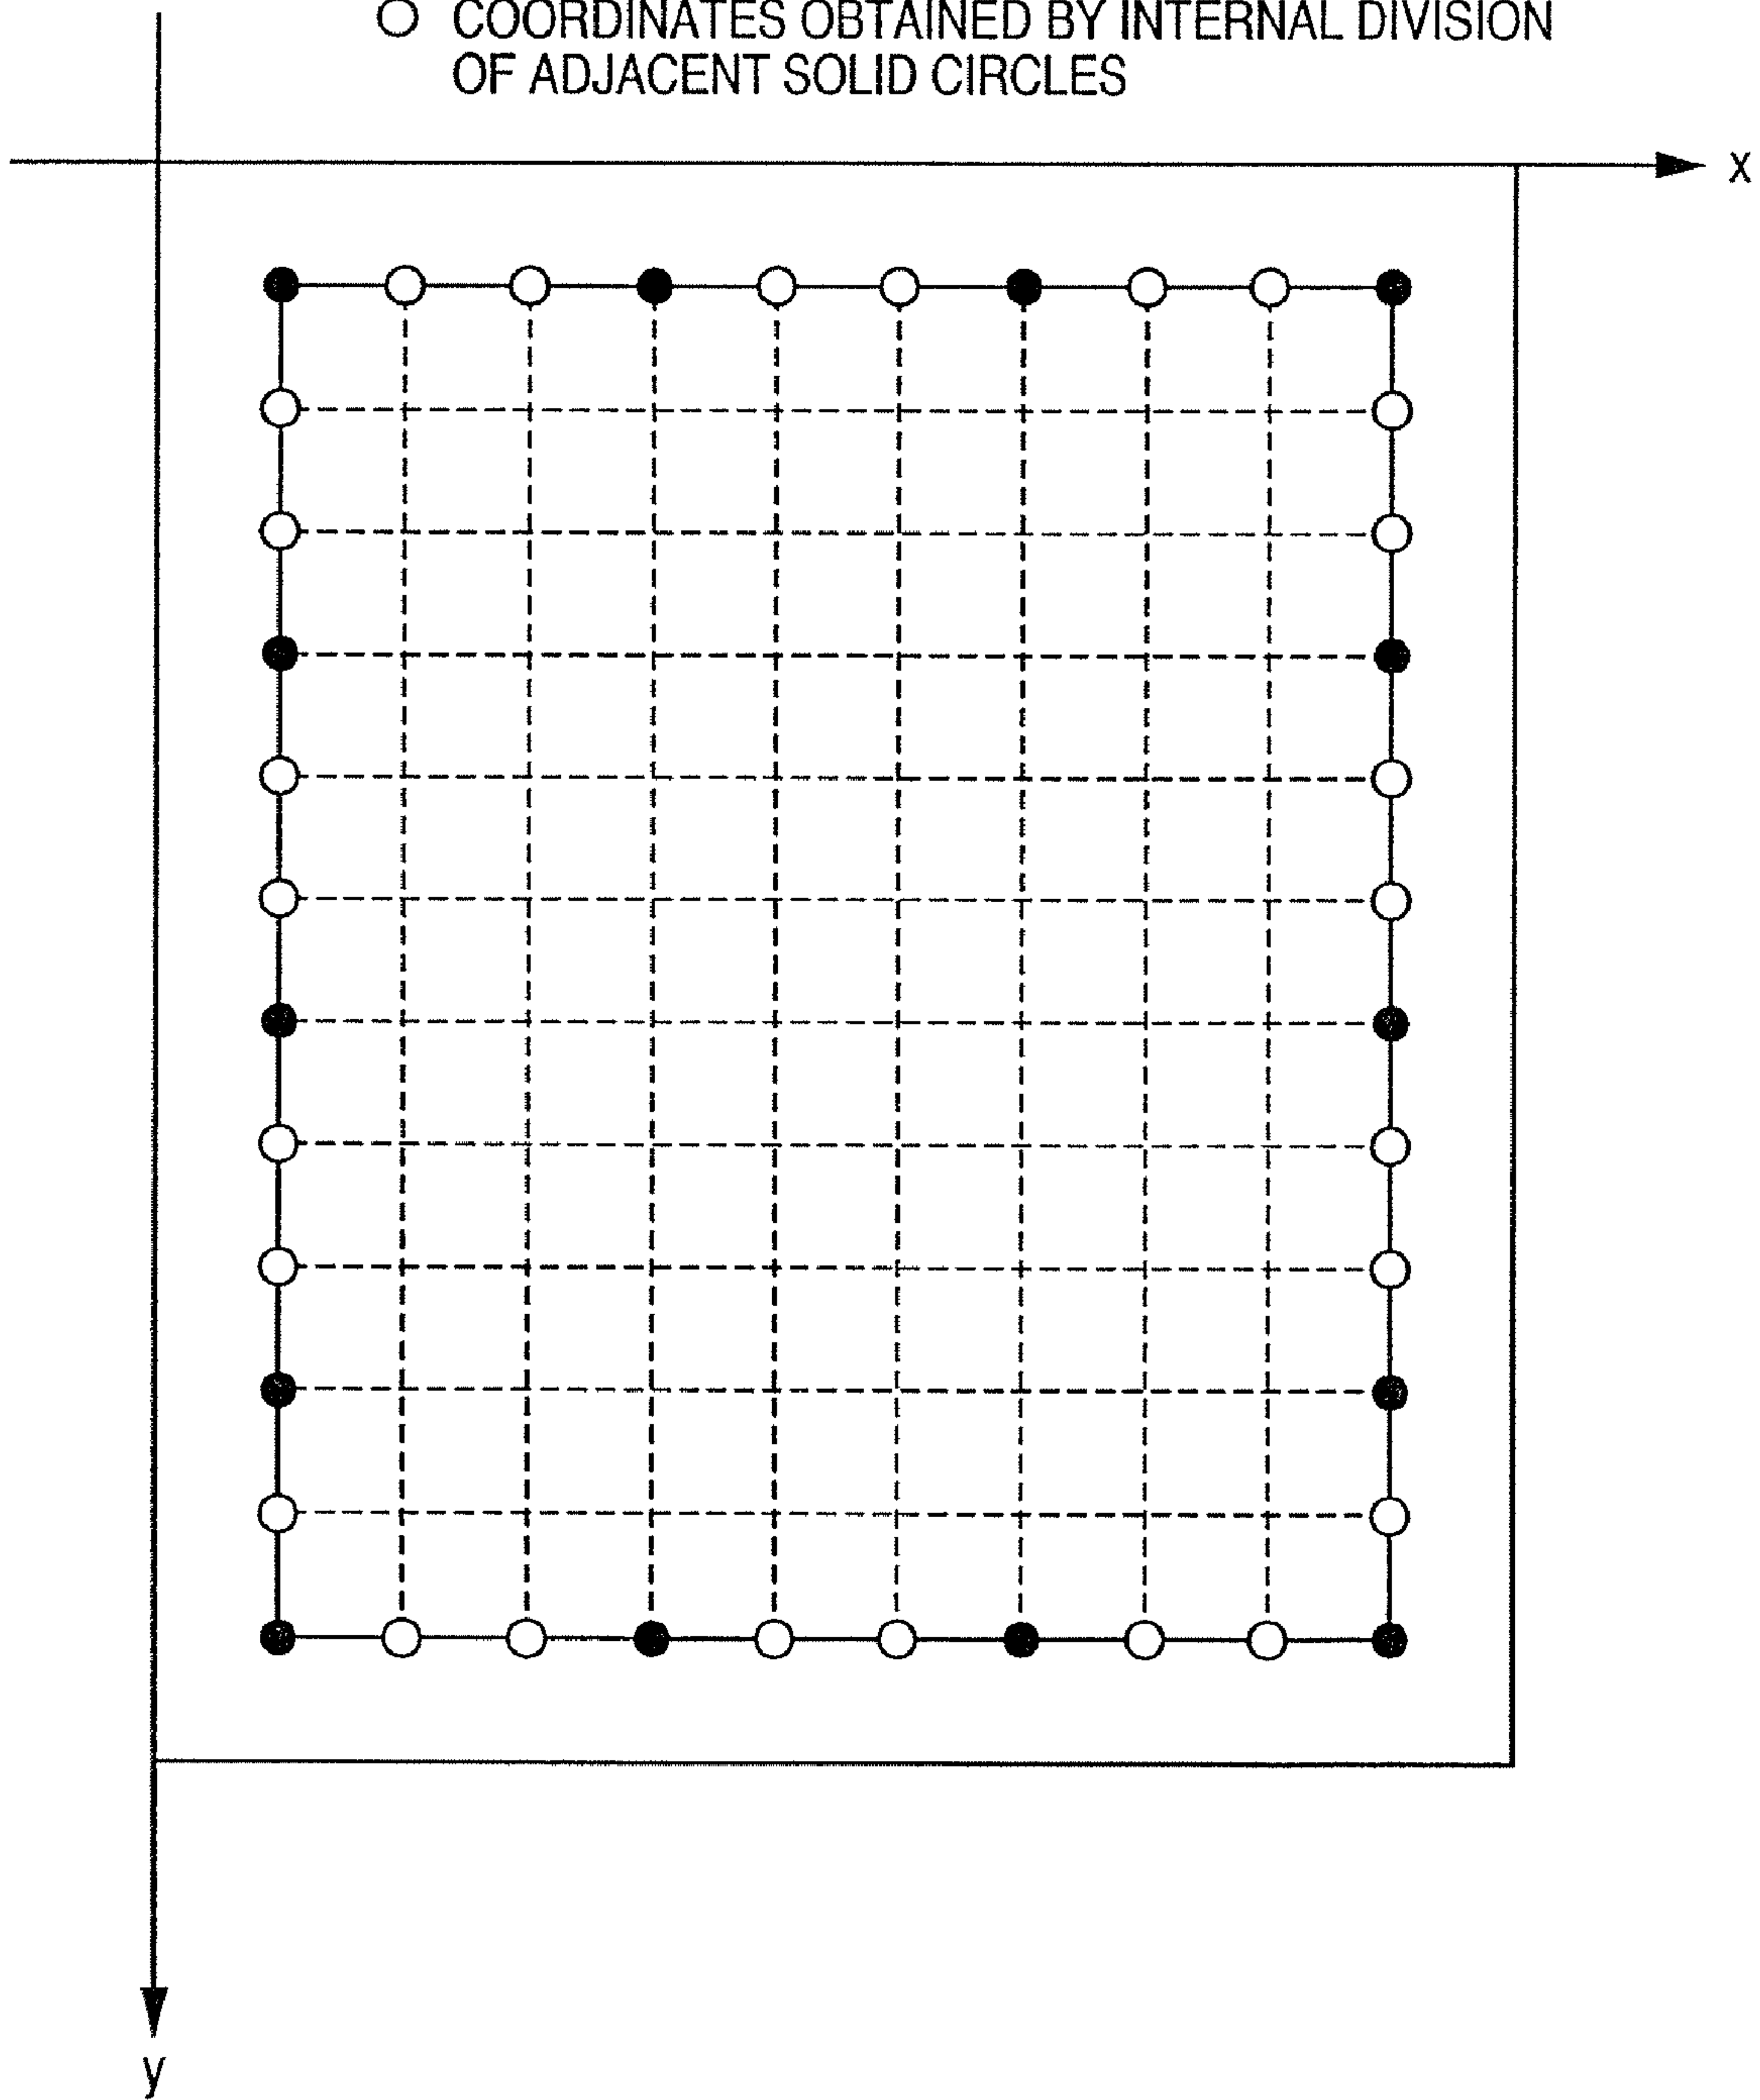 ○ COORDINATES OBTAINED BY INTERNAL DIVISION
OF ADJACENT SOLID CIRCLES
x
y